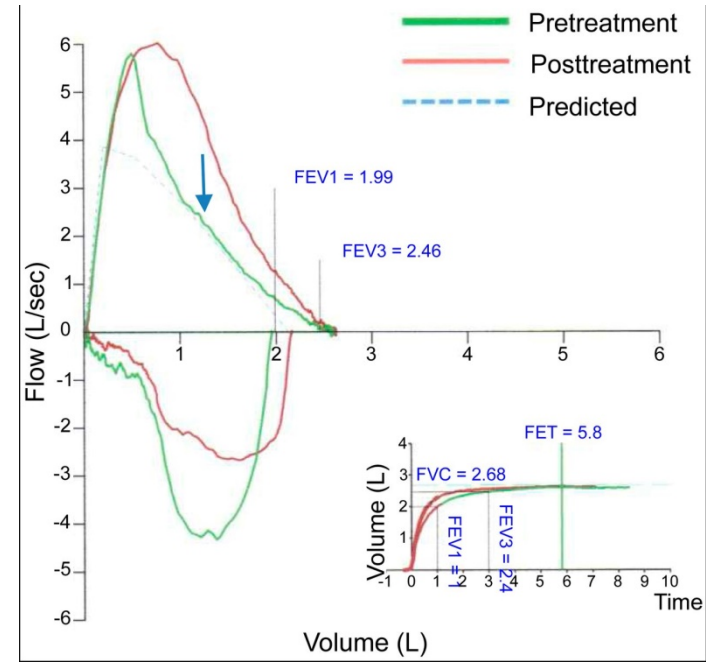 Pretreatment
Posttreatment
Predicted
6
5
4
3
2
1
0
-1
-2
-3
-4
-5
-6
Flow (L/sec)
FEV1 = 1.99
FEV3 = 2.46
1
2
3
4
5
6
Volume (L)
FET = 5.8
4
3
2
1
Volume (L)
FVC = 2.68
FEV1 = 1
FEV3 = 2.4
-1 0 1 2 3 4 5 6 7 8 9 10
Time